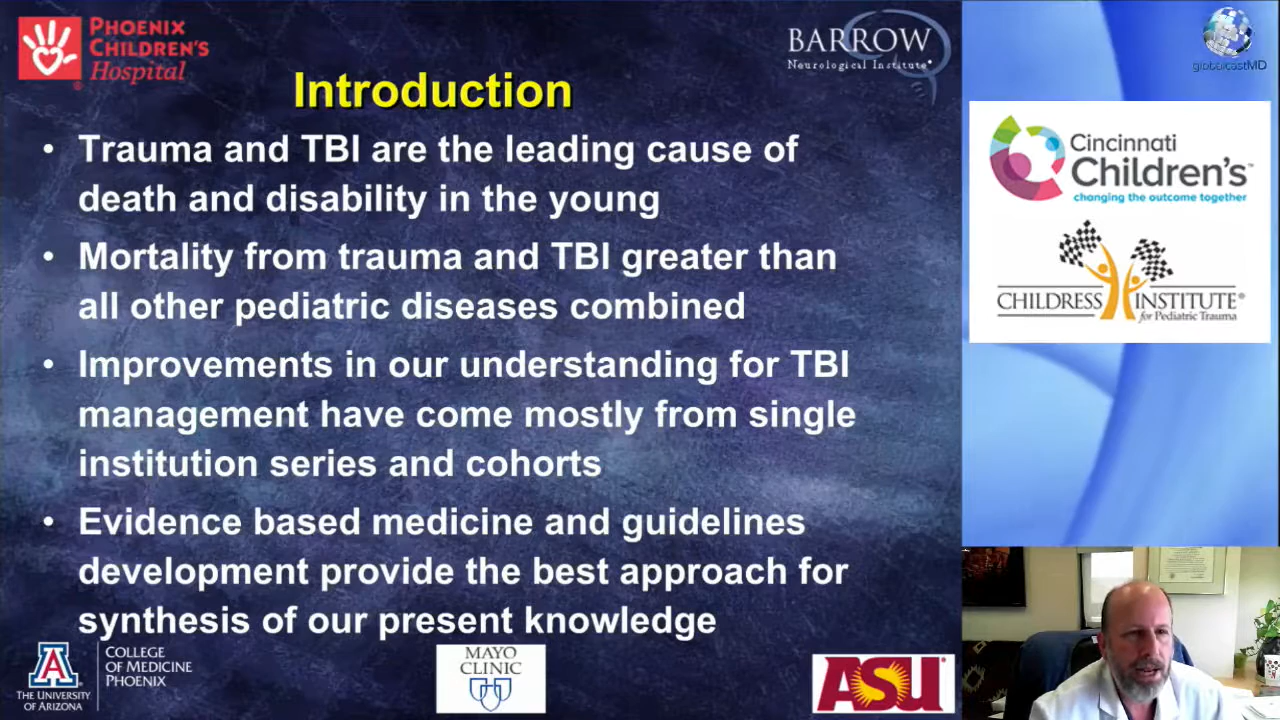 PHOENIX
CHILDREN'S
Hospital
BARROW
Neurological Institute®
Introduction
• Trauma and TBI are the leading cause of
death and disability in the young
• Mortality from trauma and TBI greater than
all other pediatric diseases combined
• Improvements in our understanding for TBI
management have come mostly from single
institution series and cohorts
• Evidence based medicine and guidelines
development provide the best approach for
synthesis of our present knowledge
A
THE UNIVERSITY
OF ARIZONA
COLLEGE
OF MEDICINE
PHOENIX
MAYO
CLINIC
ASU
globalcastMD
Cincinnati
Children's™
changing the outcome together
CHILDRESS INSTITUTE®
for Pediatric Trauma